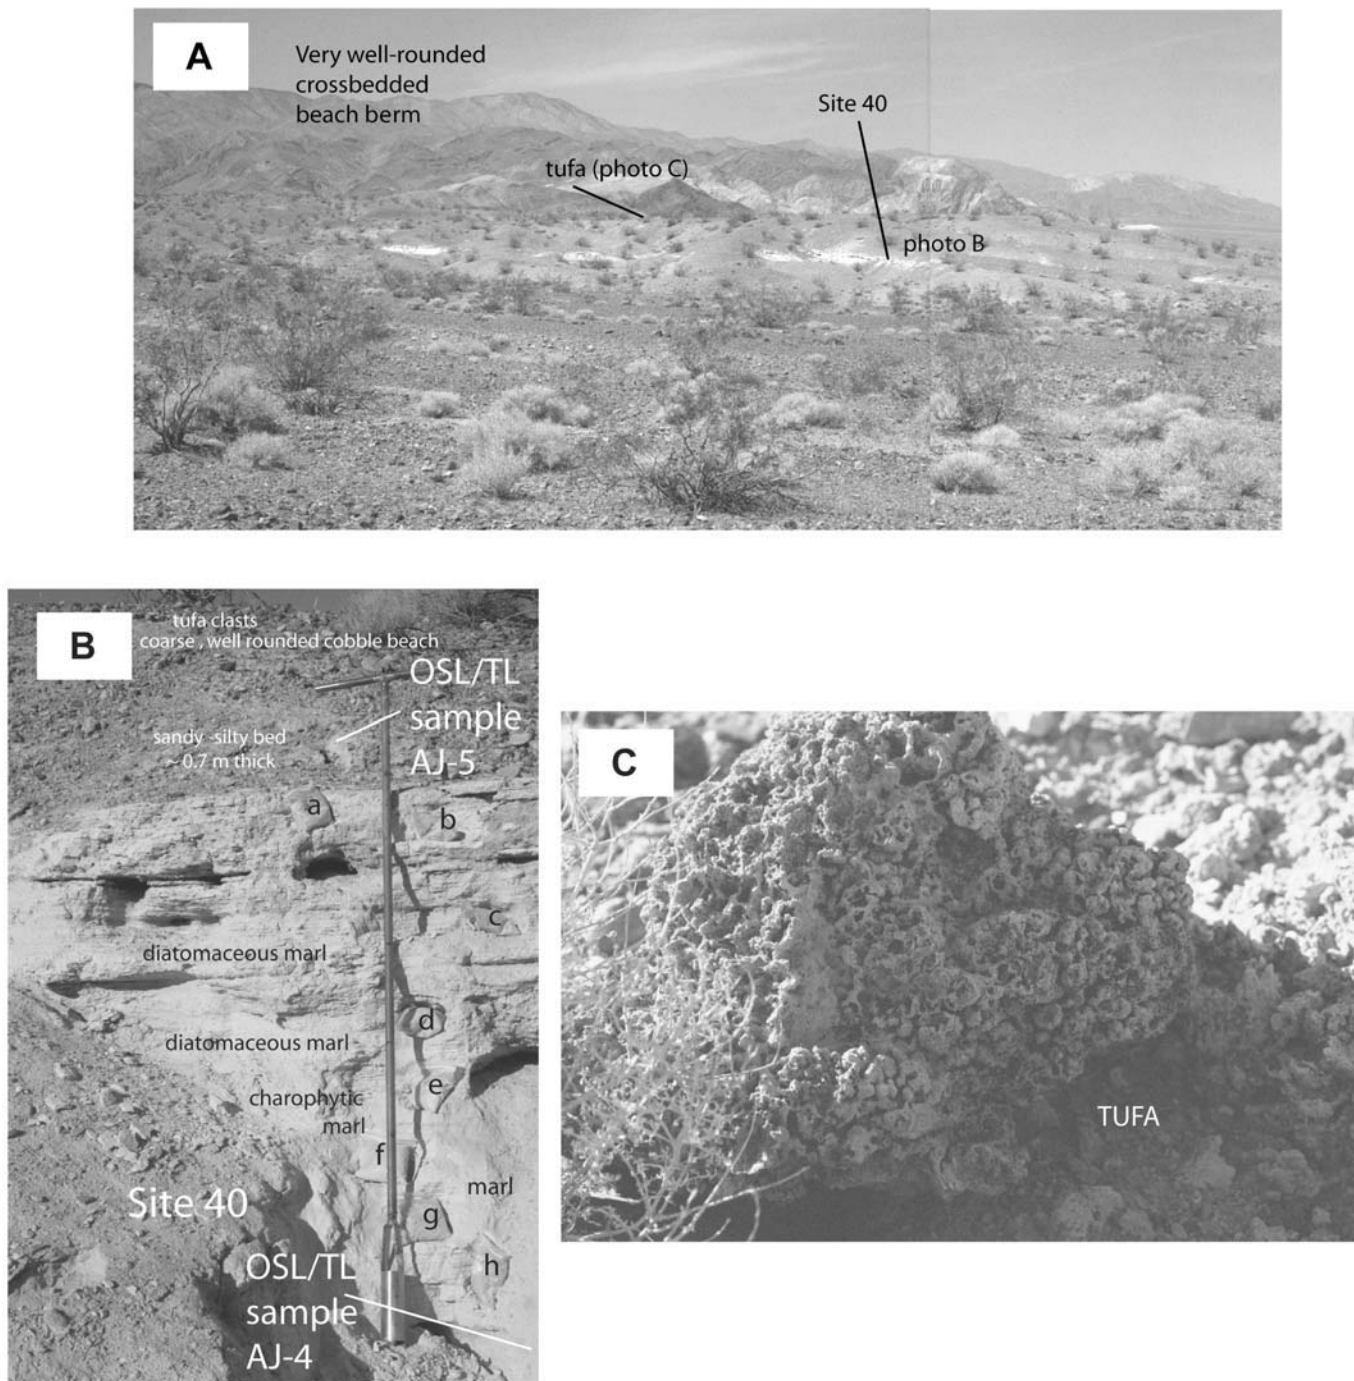 A
Very well-rounded
crossbedded
beach berm
Site 40
tufa (photo C)
photo B
B
tufa clasts
coarse , well rounded cobble beach
OSL/TL
sample
AJ-5
sandy -silty bed
~ 0.7 m thick
a
b
c
diatomaceous marl
d
diatomaceous marl
e
charophytic
marl
f
marl
Site 40
g
h
OSL/TL
sample
AJ-4
C
TUFA